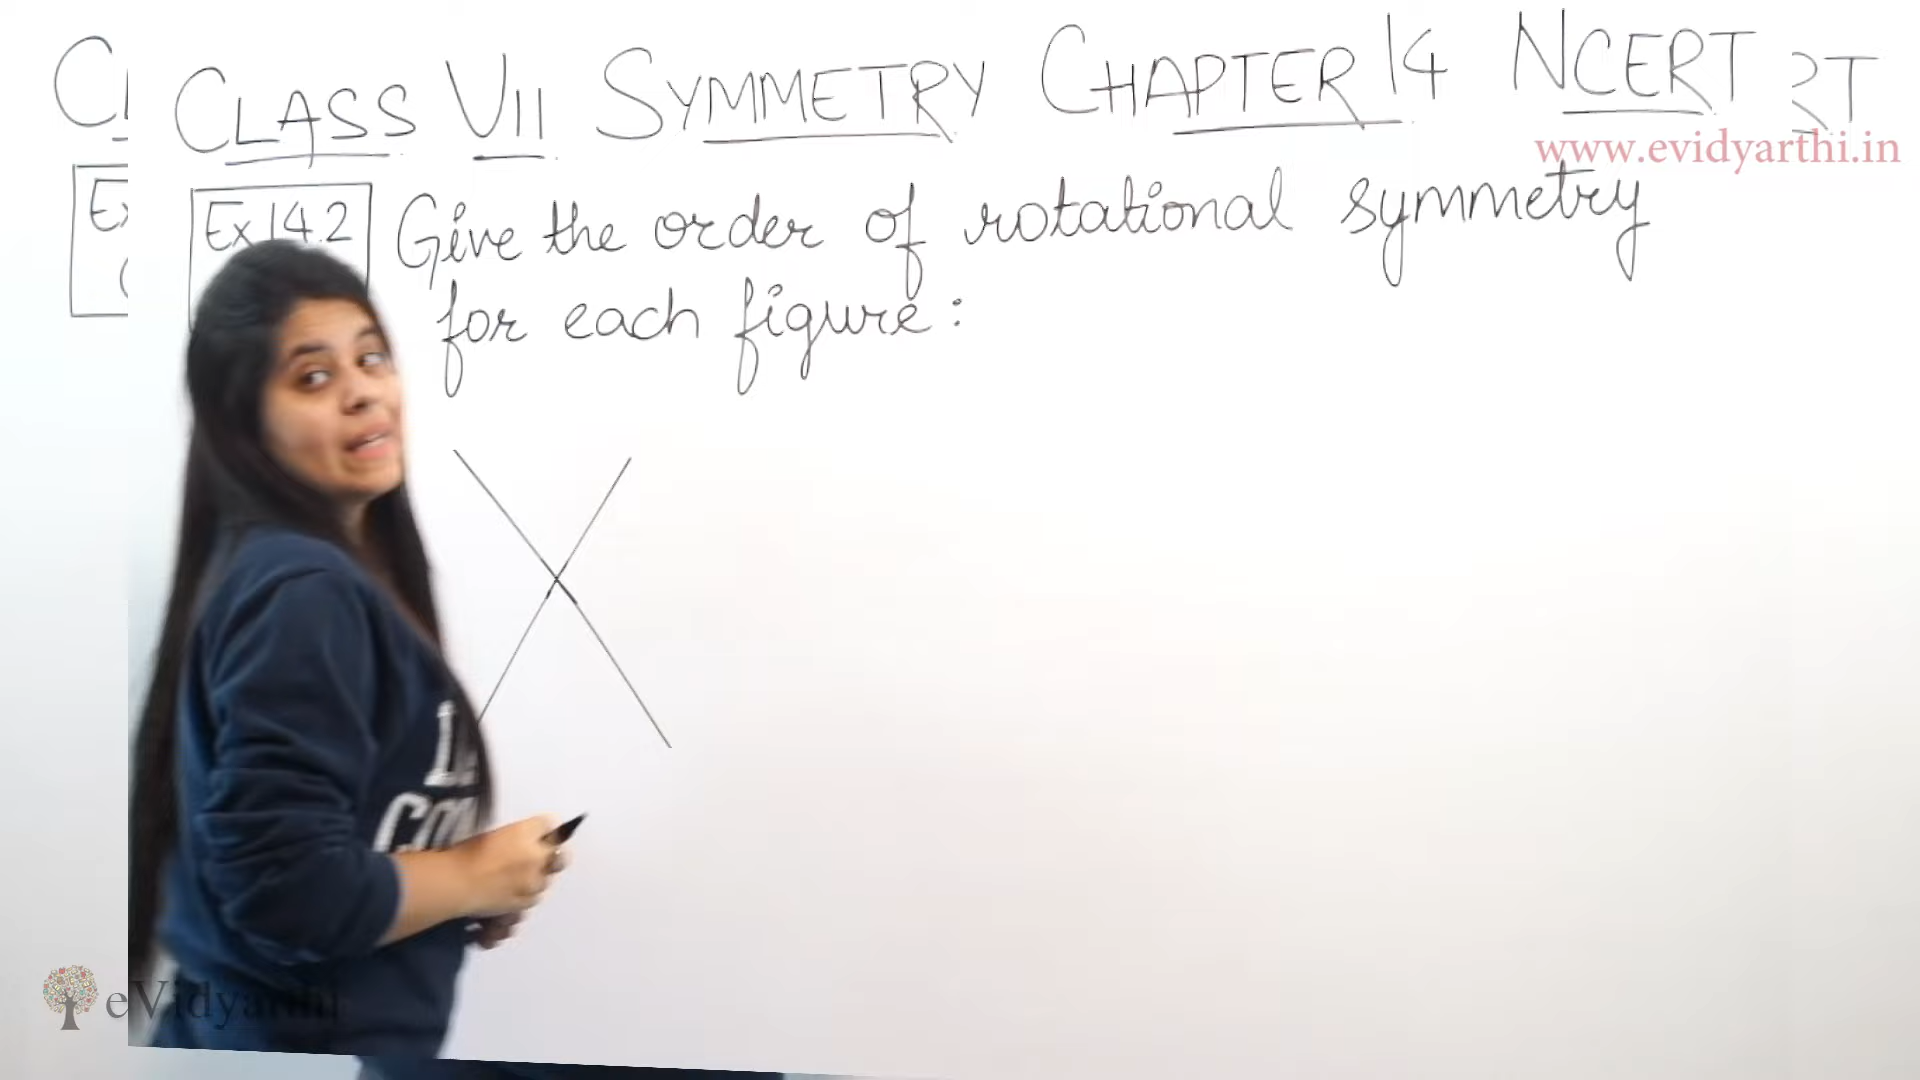 CLASS VII SYMMETRY CHAPTER 14 NCERT
www.evidyarthi.in
Ex 14.2 Give the order of rotational symmetry
for each figure:
eVidyarthi